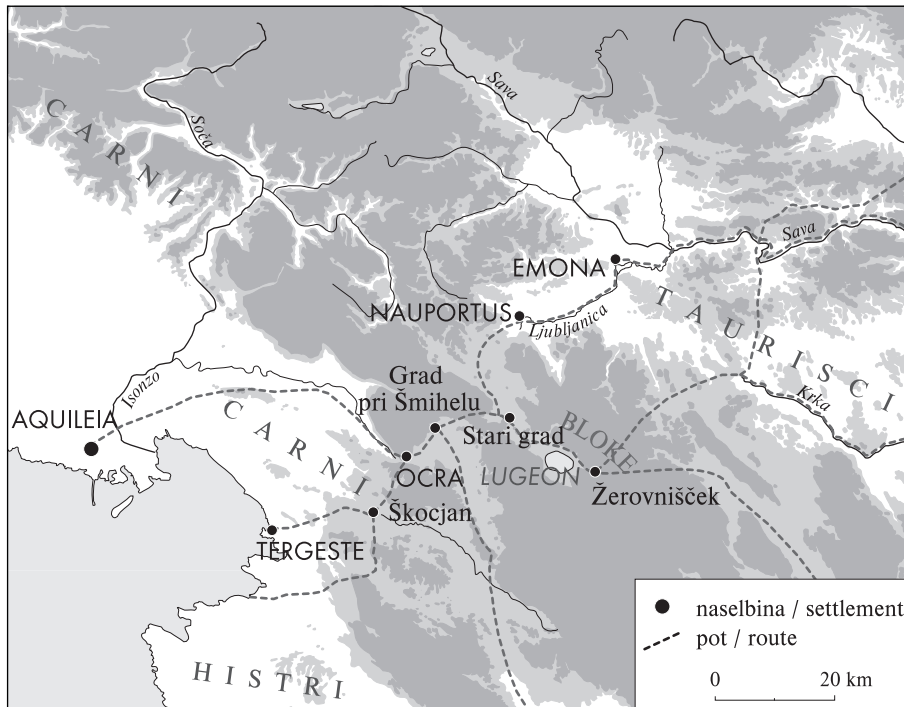 CARNI
Soča
Sava
EMONA
Sava
NAUPORTUS
Ljubljanica
TAURISCI
Isonzo
Grad
pri Šmihelu
Krka
AQUILEIA
CARNI
Stari grad
BLOKE
OCRA
LUGEON
Žerovnišček
Škocjan
TERGESTE
HISTRI
naselbina / settlement
pot / route
0 20 km